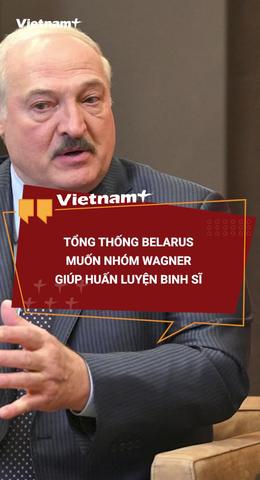 Vietnam+
Vietnam+
TỔNG THỐNG BELARUS
MUỐN NHÓM WAGNER
GIÚP HUẤN LUYỆN BINH SĨ